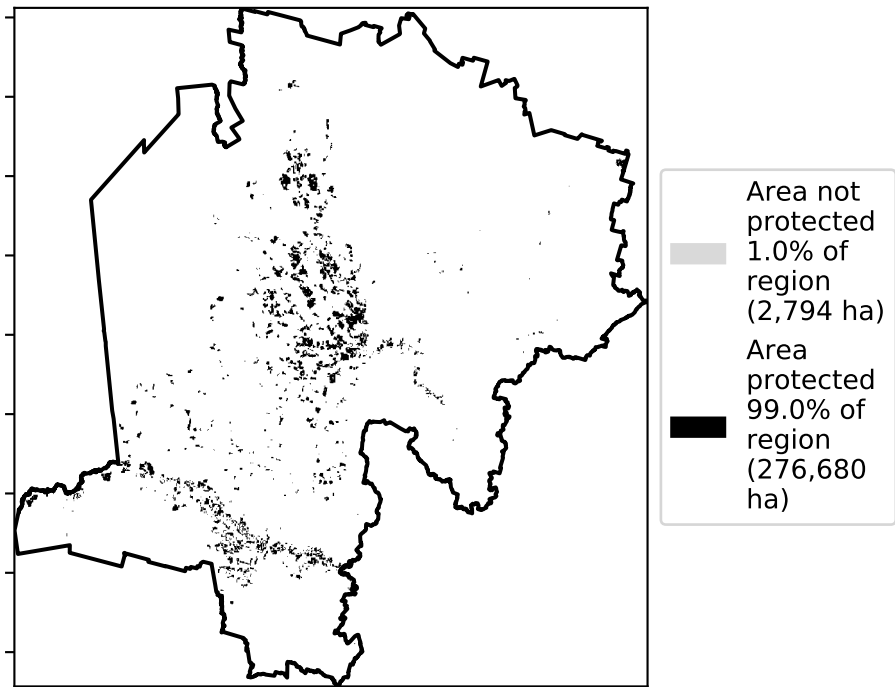 Area not
protected
1.0% of
region
(2,794 ha)
Area
protected
99.0% of
region
(276,680
ha)